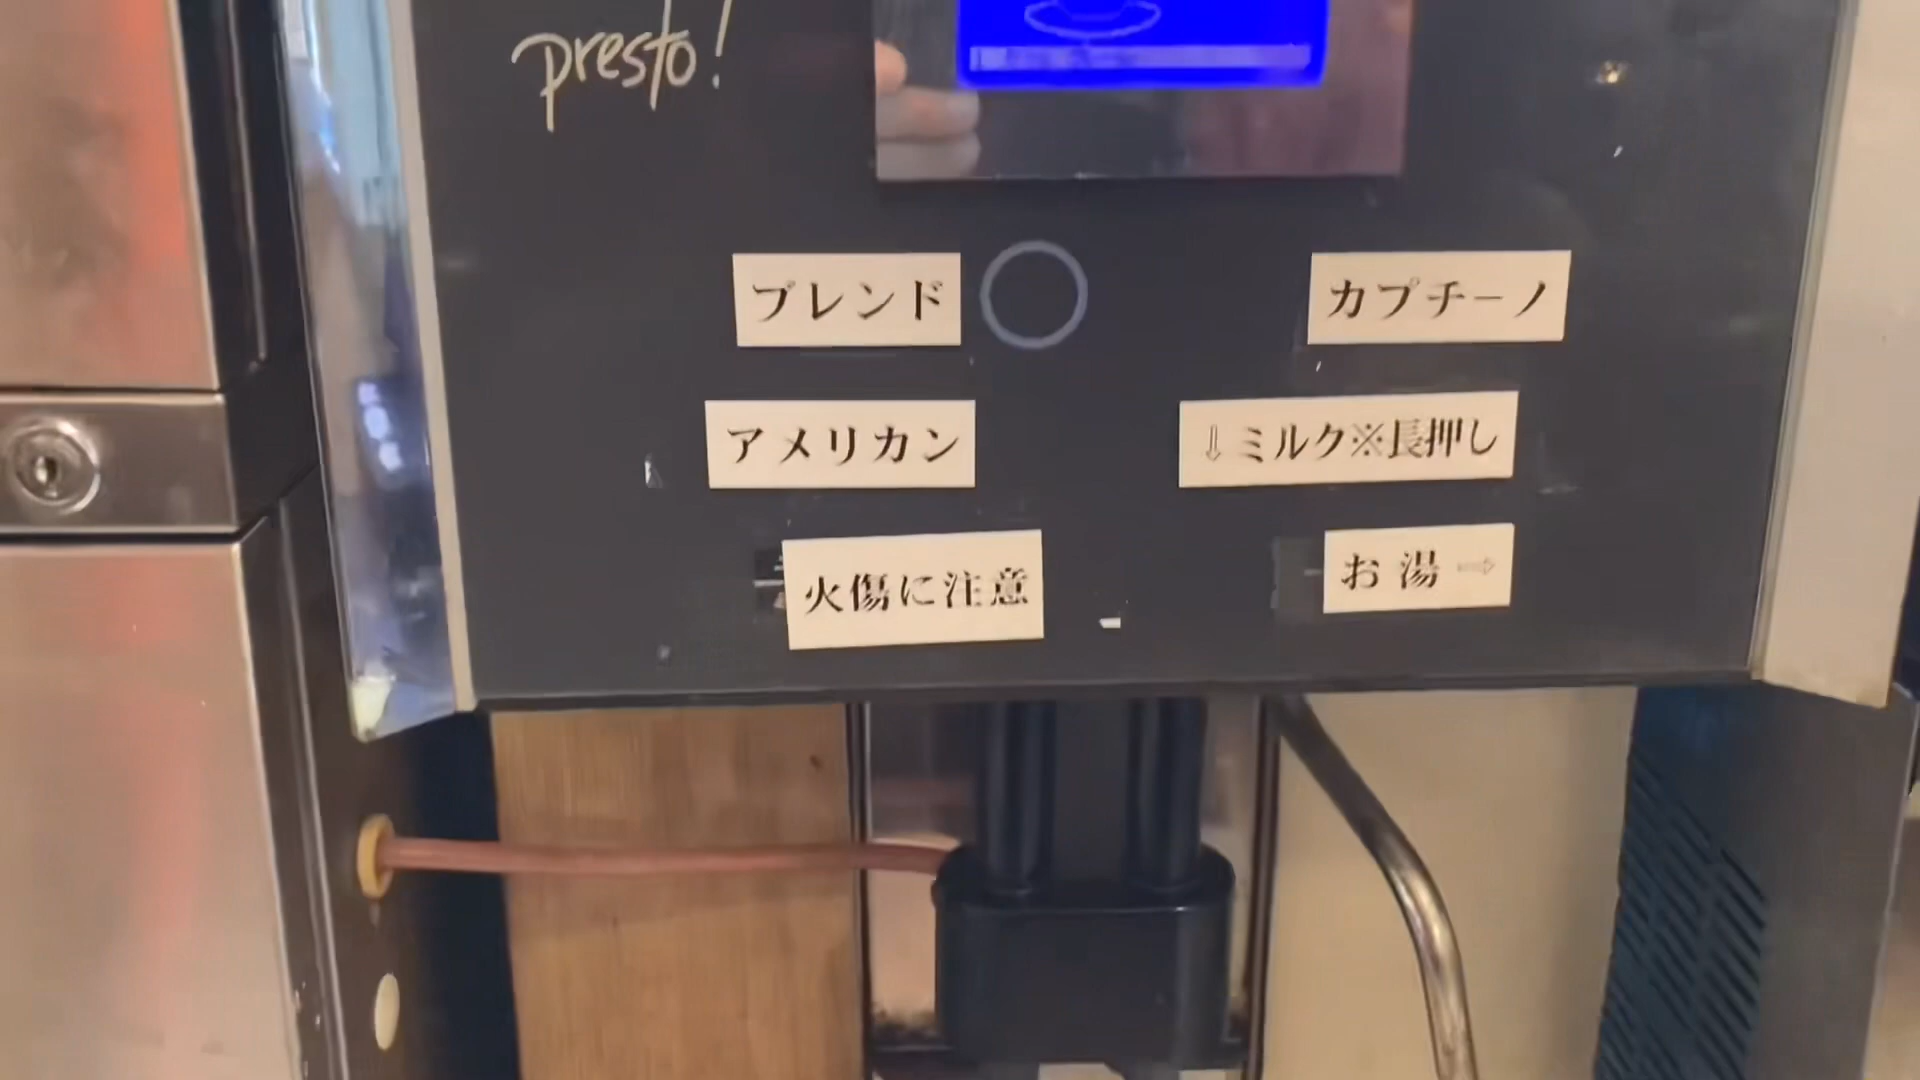 presto!
ブレンド
カプチーノ
アメリカン
⇩ミルク※長押し
火傷に注意
お湯⇨